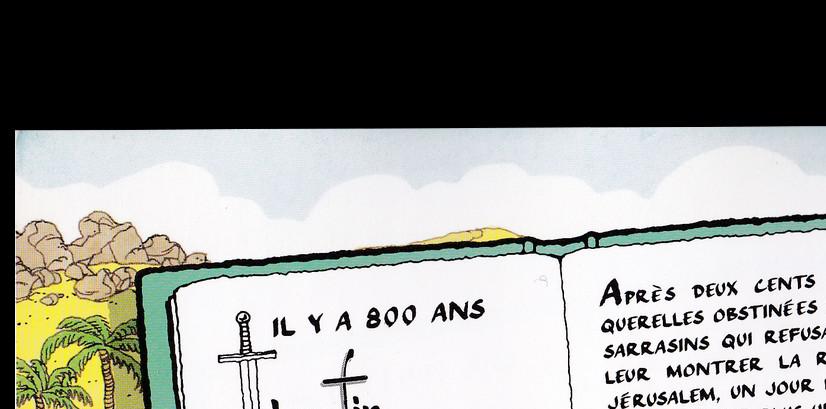 IL Y A 800 ANS
APRÈS DEUX CENTS
QUERELLES OBSTINÉES
SARRASINS QUI REFUSA
LEUR MONTRER LA R
JÉRUSALEM, UN JOUR